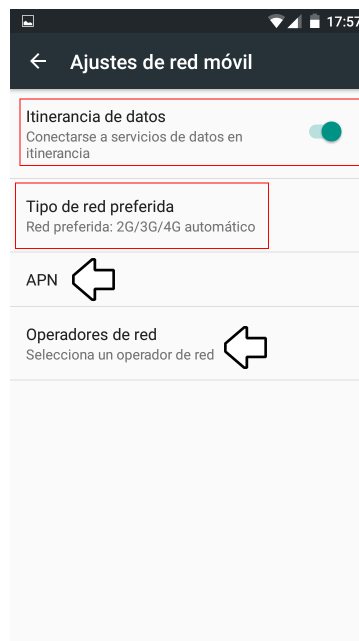 17:57
Ajustes de red móvil
Itinerancia de datos
Conectarse a servicios de datos en
itinerancia
Tipo de red preferida
Red preferida: 2G/3G/4G automático
APN
Operadores de red
Selecciona un operador de red